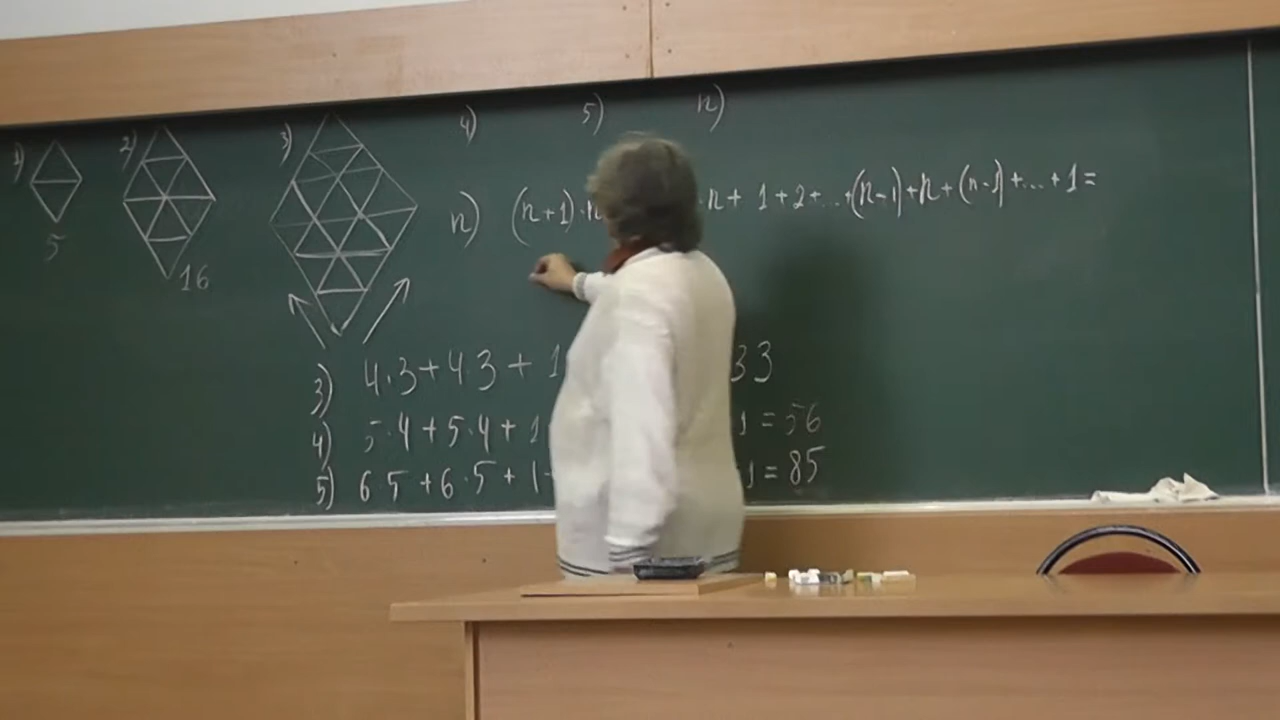 1) 2) 3) 4) 5) n)
5
16
n) (n+1)·n ·n + 1 + 2 + ... + (n-1) + n + (n-1) + ... + 1 =
3) 4·3 + 4·3 + 1 33
4) 5·4 + 5·4 + 1 1 = 56
5) 6·5 + 6·5 + 1 1 = 85